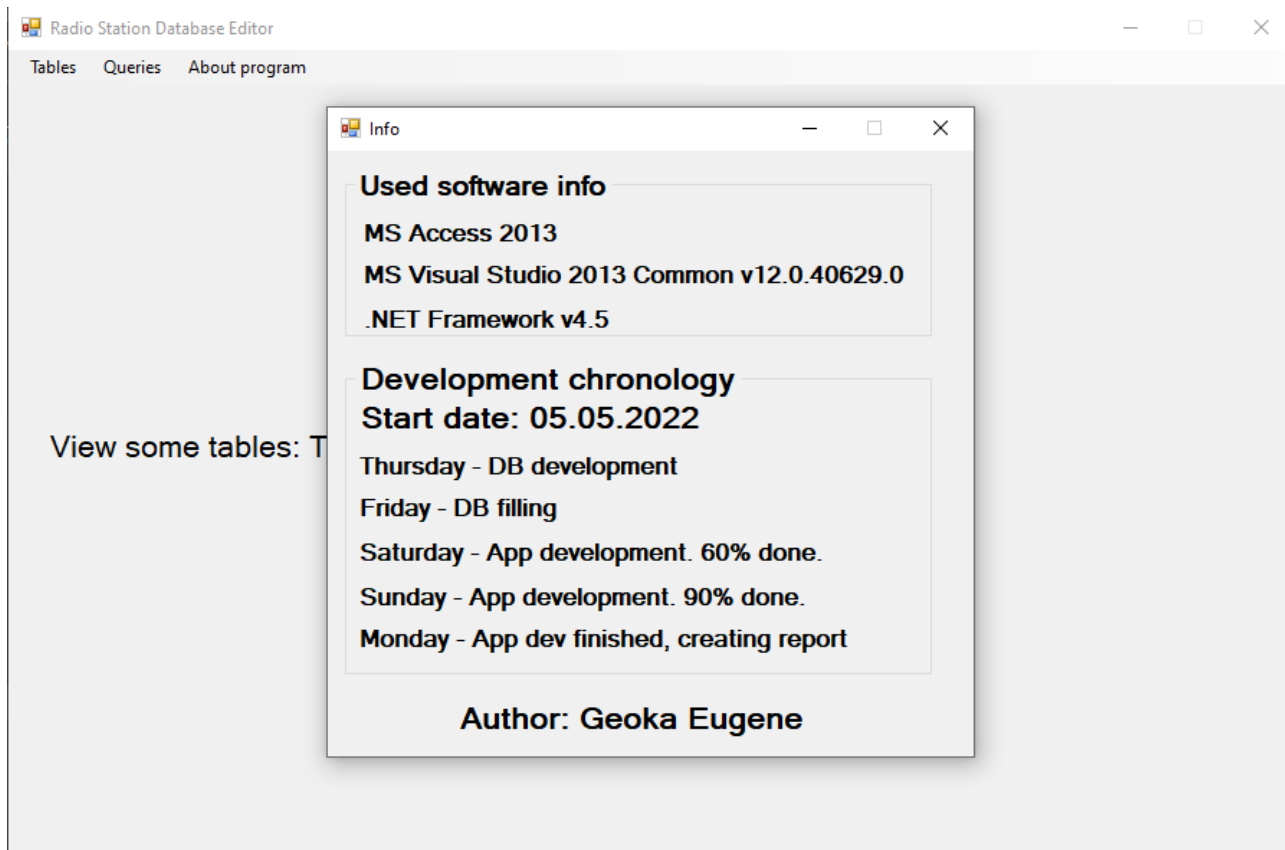 Radio Station Database Editor
Tables Queries About program
Info
Used software info
MS Access 2013
MS Visual Studio 2013 Common v12.0.40629.0
.NET Framework v4.5
Development chronology
Start date: 05.05.2022
View some tables: T
Thursday - DB development
Friday - DB filling
Saturday - App development. 60% done.
Sunday - App development. 90% done.
Monday - App dev finished, creating report
Author: Geoka Eugene